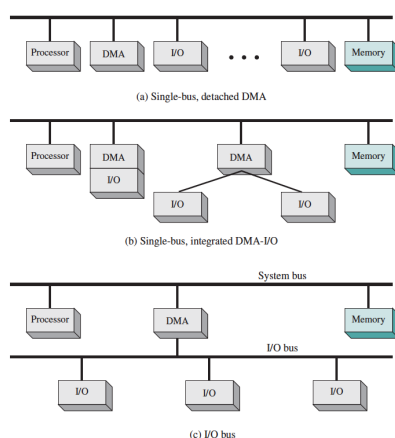 Processor DMA I/O I/O Memory
(a) Single-bus, detached DMA
Processor DMA DMA Memory
I/O
I/O I/O
(b) Single-bus, integrated DMA-I/O
System bus
Processor DMA Memory
I/O bus
I/O I/O I/O
(c) I/O bus